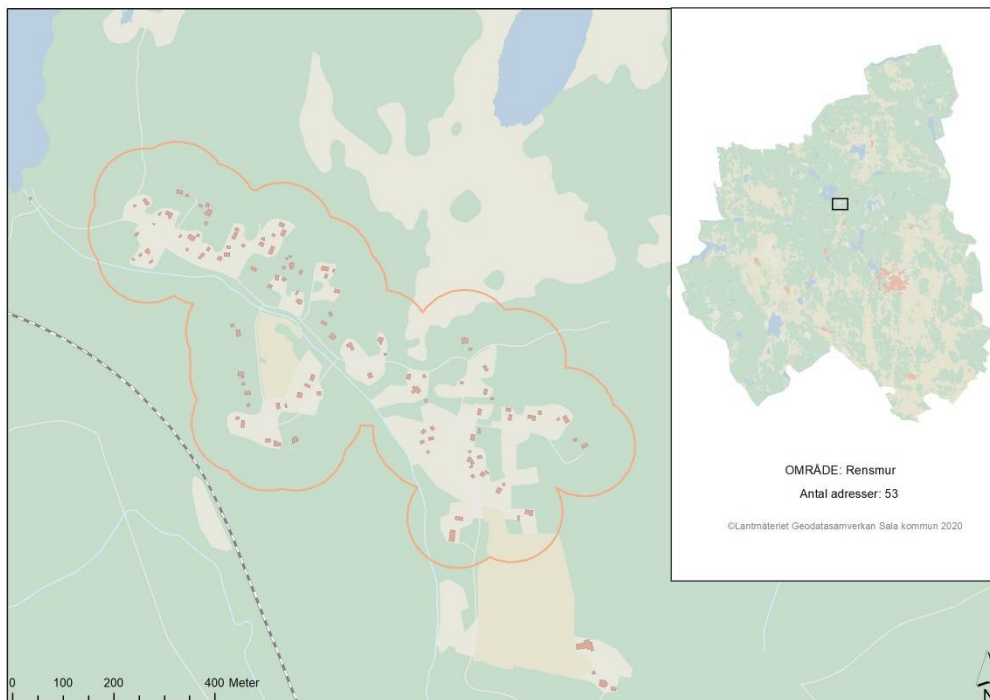 OMRÅDE: Rensmur
Antal adresser: 53
©Lantmäteriet Geodatasamverkan Sala kommun 2020
0 100 200 400 Meter
N